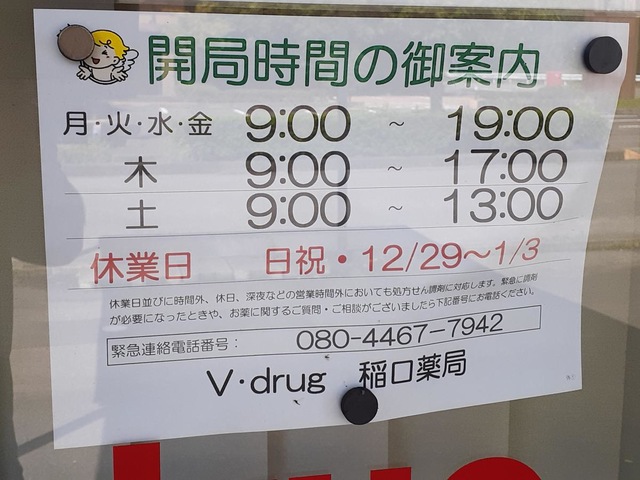 開局時間の御案内
月・火・水・金 9:00 ~ 19:00
木 9:00 ~ 17:00
土 9:00 ~ 13:00
休業日 日祝・12/29~1/3
休業日並びに時間外、休日、深夜などの営業時間外においても処方せん調剤に対応します。緊急に調剤
が必要になったときや、お薬に関するご質問・ご相談がございましたら下記番号にお電話ください。
緊急連絡電話番号: 080-4467-7942
V・drug 稲口薬局